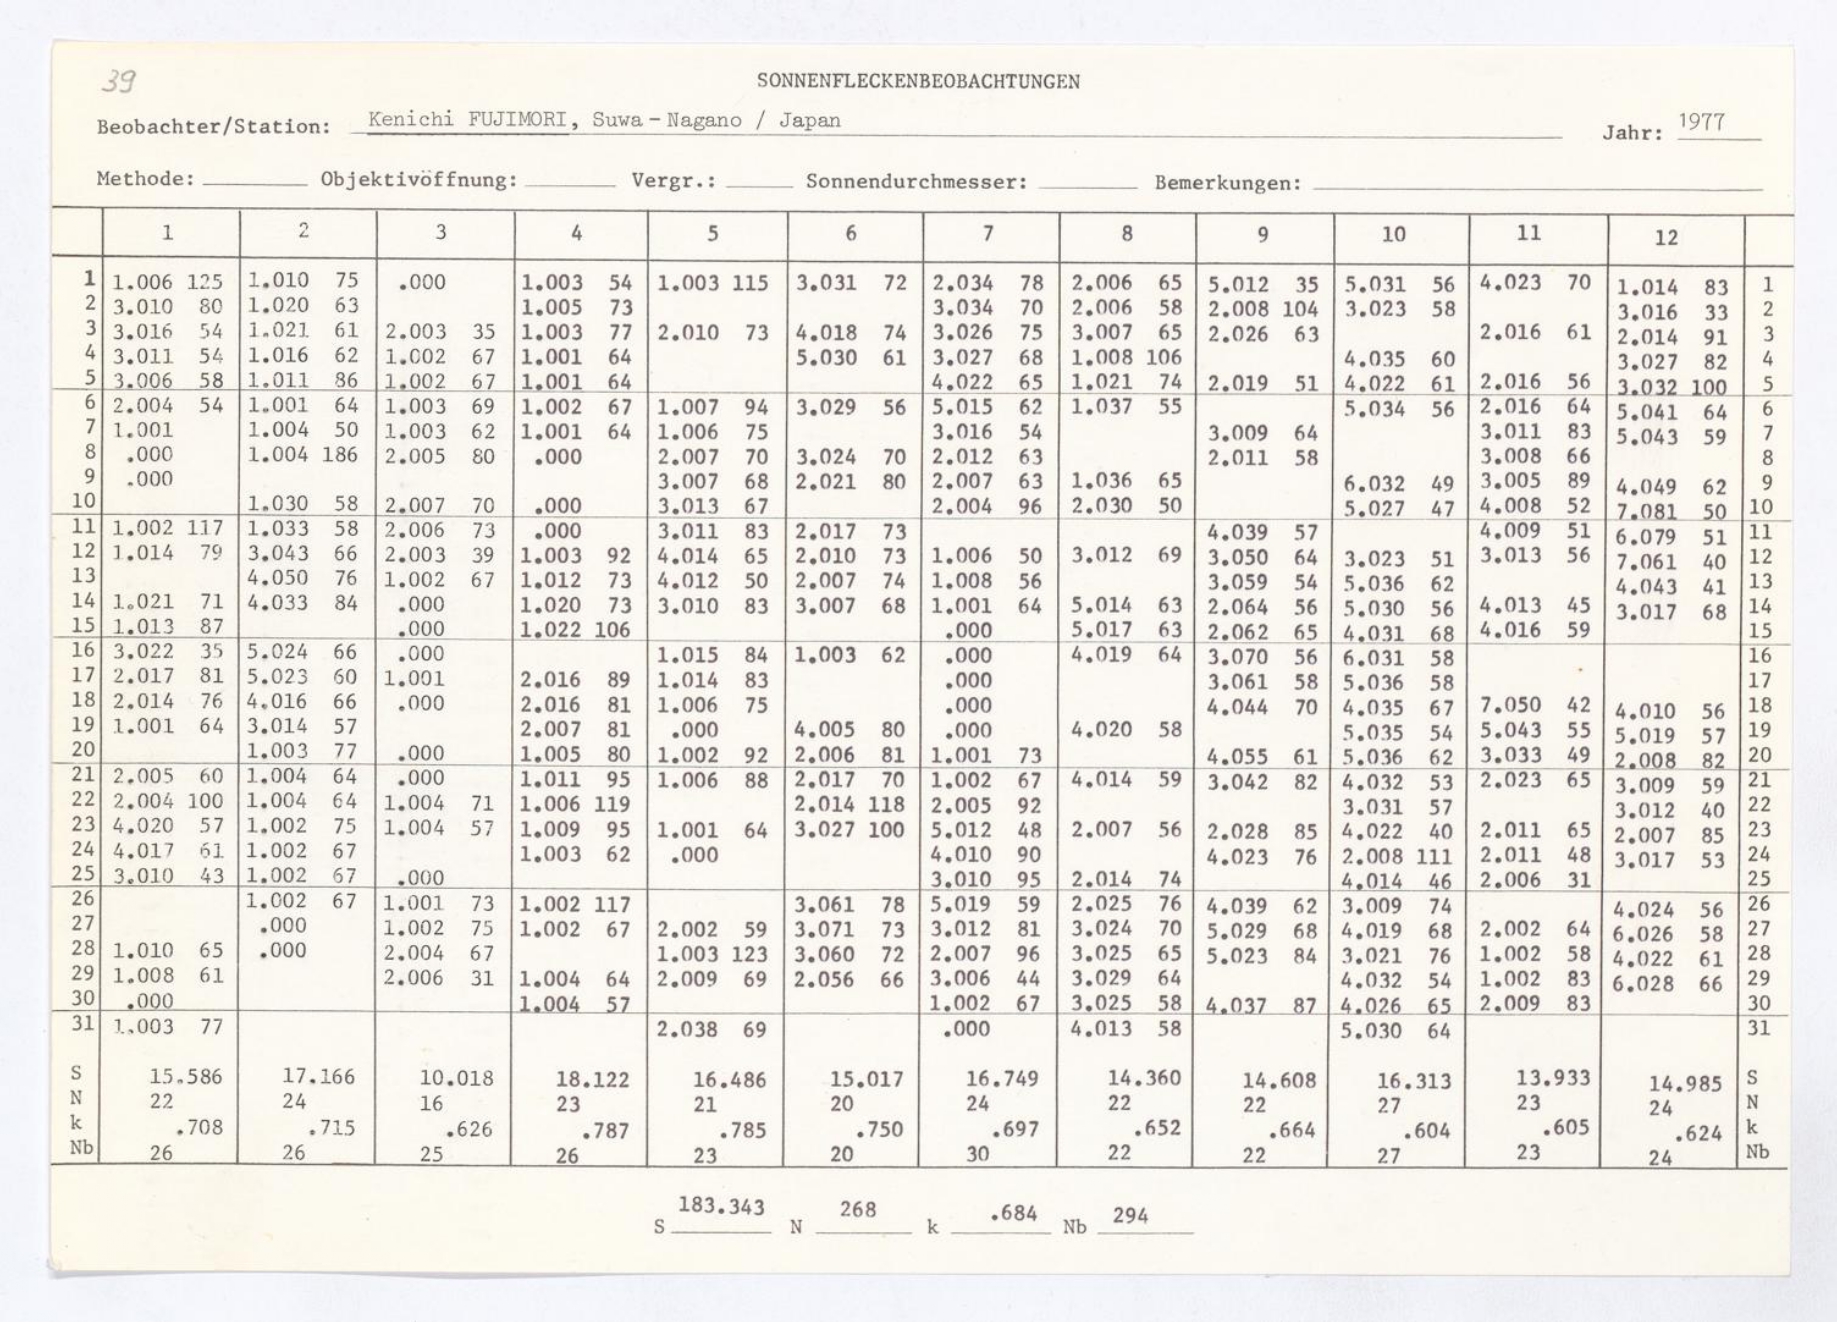 39
SONNENFLECKENBEOBACHTUNGEN
Beobachter/Station: Kenichi FUJIMORI, Suwa-Nagano / Japan Jahr: 1977
Methode: Objektivöffnung: Vergr.: Sonnendurchmesser: Bemerkungen:
1 2 3 4 5 6 7 8 9 10 11 12
1 1.006 125 1.010 75 .000 1.003 54 1.003 115 3.031 72 2.034 78 2.006 65 5.012 35 5.031 56 4.023 70 1.014 83 1
2 3.010 80 1.020 63 1.005 73 3.034 70 2.006 58 2.008 104 3.023 58 3.016 33 2
3 3.016 54 1.021 61 2.003 35 1.003 77 2.010 73 4.018 74 3.026 75 3.007 65 2.026 63 2.016 61 2.014 91 3
4 3.011 54 1.016 62 1.002 67 1.001 64 5.030 61 3.027 68 1.008 106 4.035 60 3.027 82 4
5 3.006 58 1.011 86 1.002 67 1.001 64 4.022 65 1.021 74 2.019 51 4.022 61 2.016 56 3.032 100 5
6 2.004 54 1.001 64 1.003 69 1.002 67 1.007 94 3.029 56 5.015 62 1.037 55 5.034 56 2.016 64 5.041 64 6
7 1.001 1.004 50 1.003 62 1.001 64 1.006 75 3.016 54 3.009 64 3.011 83 5.043 59 7
8 .000 1.004 186 2.005 80 .000 2.007 70 3.024 70 2.012 63 2.011 58 3.008 66 8
9 .000 3.007 68 2.021 80 2.007 63 1.036 65 6.032 49 3.005 89 4.049 62 9
10 1.030 58 2.007 70 .000 3.013 67 2.004 96 2.030 50 5.027 47 4.008 52 7.081 50 10
11 1.002 117 1.033 58 2.006 73 .000 3.011 83 2.017 73 4.039 57 4.009 51 6.079 51 11
12 1.014 79 3.043 66 2.003 39 1.003 92 4.014 65 2.010 73 1.006 50 3.012 69 3.050 64 3.023 51 3.013 56 7.061 40 12
13 4.050 76 1.002 67 1.012 73 4.012 50 2.007 74 1.008 56 3.059 54 5.036 62 4.043 41 13
14 1.021 71 4.033 84 .000 1.020 73 3.010 83 3.007 68 1.001 64 5.014 63 2.064 56 5.030 56 4.013 45 3.017 68 14
15 1.013 87 .000 1.022 106 .000 5.017 63 2.062 65 4.031 68 4.016 59 15
16 3.022 35 5.024 66 .000 1.015 84 1.003 62 .000 4.019 64 3.070 56 6.031 58 16
17 2.017 81 5.023 60 1.001 2.016 89 1.014 83 .000 3.061 58 5.036 58 17
18 2.014 76 4.016 66 .000 2.016 81 1.006 75 .000 4.044 70 4.035 67 7.050 42 4.010 56 18
19 1.001 64 3.014 57 2.007 81 .000 4.005 80 .000 4.020 58 5.035 54 5.043 55 5.019 57 19
20 1.003 77 .000 1.005 80 1.002 92 2.006 81 1.001 73 4.055 61 5.036 62 3.033 49 2.008 82 20
21 2.005 60 1.004 64 .000 1.011 95 1.006 88 2.017 70 1.002 67 4.014 59 3.042 82 4.032 53 2.023 65 3.009 59 21
22 2.004 100 1.004 64 1.004 71 1.006 119 2.014 118 2.005 92 3.031 57 3.012 40 22
23 4.020 57 1.002 75 1.004 57 1.009 95 1.001 64 3.027 100 5.012 48 2.007 56 2.028 85 4.022 40 2.011 65 2.007 85 23
24 4.017 61 1.002 67 1.003 62 .000 4.010 90 4.023 76 2.008 111 2.011 48 3.017 53 24
25 3.010 43 1.002 67 .000 3.010 95 2.014 74 4.014 46 2.006 31 25
26 1.002 67 1.001 73 1.002 117 3.061 78 5.019 59 2.025 76 4.039 62 3.009 74 4.024 56 26
27 .000 1.002 75 1.002 67 2.002 59 3.071 73 3.012 81 3.024 70 5.029 68 4.019 68 2.002 64 6.026 58 27
28 1.010 65 .000 2.004 67 1.003 123 3.060 72 2.007 96 3.025 65 5.023 84 3.021 76 1.002 58 4.022 61 28
29 1.008 61 2.006 31 1.004 64 2.009 69 2.056 66 3.006 44 3.029 64 4.032 54 1.002 83 6.028 66 29
30 .000 1.004 57 1.002 67 3.025 58 4.037 87 4.026 65 2.009 83 30
31 1.003 77 2.038 69 .000 4.013 58 5.030 64 31
S 15.586 17.166 10.018 18.122 16.486 15.017 16.749 14.360 14.608 16.313 13.933 14.985 S
N 22 24 16 23 21 20 24 22 22 27 23 24 N
k .708 .715 .626 .787 .785 .750 .697 .652 .664 .604 .605 .624 k
Nb 26 26 25 26 23 20 30 22 22 27 23 24 Nb
S 183.343 N 268 k .684 Nb 294